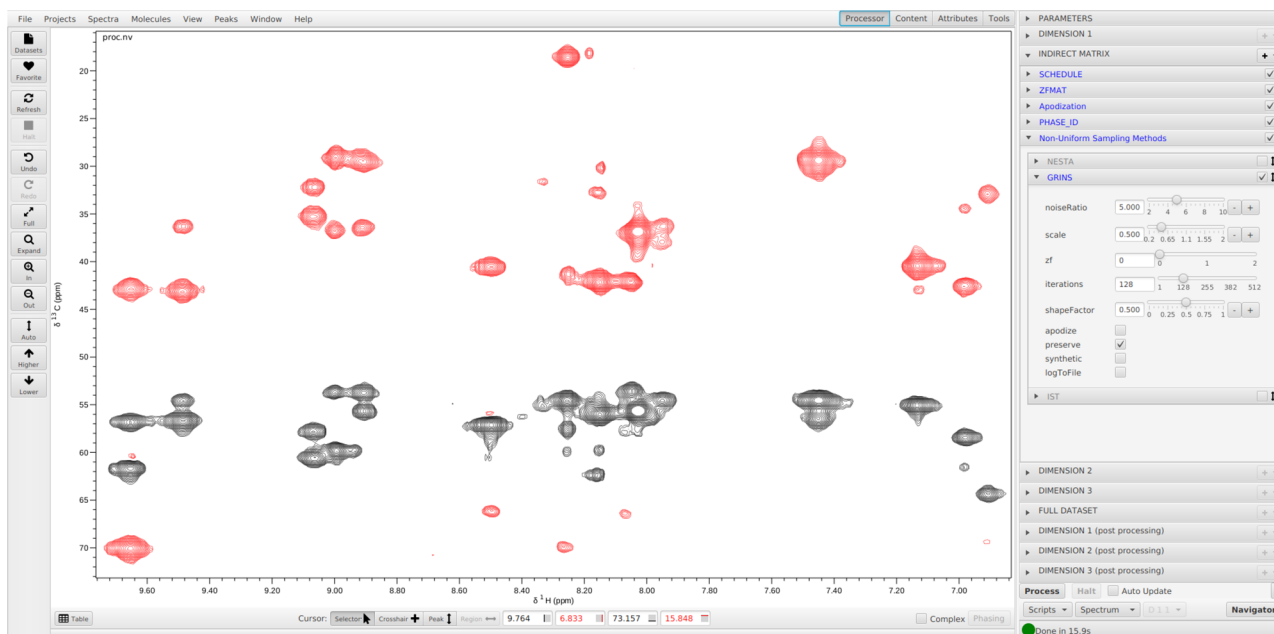 File Projects Spectra Molecules View Peaks Window Help
Processor Content Attributes Tools
Datasets
Favorite
Refresh
Halt
Undo
Redo
Full
Expand
In
Out
Auto
Higher
Lower
proc.nv
20
25
30
35
40
45
50
55
60
65
70
δ 13 C (ppm)
9.60 9.40 9.20 9.00 8.80 8.60 8.40 8.20 8.00 7.80 7.60 7.40 7.20 7.00
δ 1 H (ppm)
Table
Cursor: Selector Crosshair Peak Region 9.764 6.833 73.157 15.848 Complex Phasing
PARAMETERS
DIMENSION 1
INDIRECT MATRIX
SCHEDULE
ZFMAT
Apodization
PHASE_ID
Non-Uniform Sampling Methods
NESTA
GRINS
noiseRatio 5.000 2 4 6 8 10 - +
scale 0.500 0.2 0.65 1.1 1.55 2 - +
zf 0 0 1 2
iterations 128 1 128 255 382 512
shapeFactor 0.500 0 0.25 0.5 0.75 1 - +
apodize
preserve
synthetic
logToFile
IST
DIMENSION 2
DIMENSION 3
FULL DATASET
DIMENSION 1 (post processing)
DIMENSION 2 (post processing)
DIMENSION 3 (post processing)
Process Halt Auto Update
Scripts Spectrum D 1 1 Navigator
Done in 15.9s